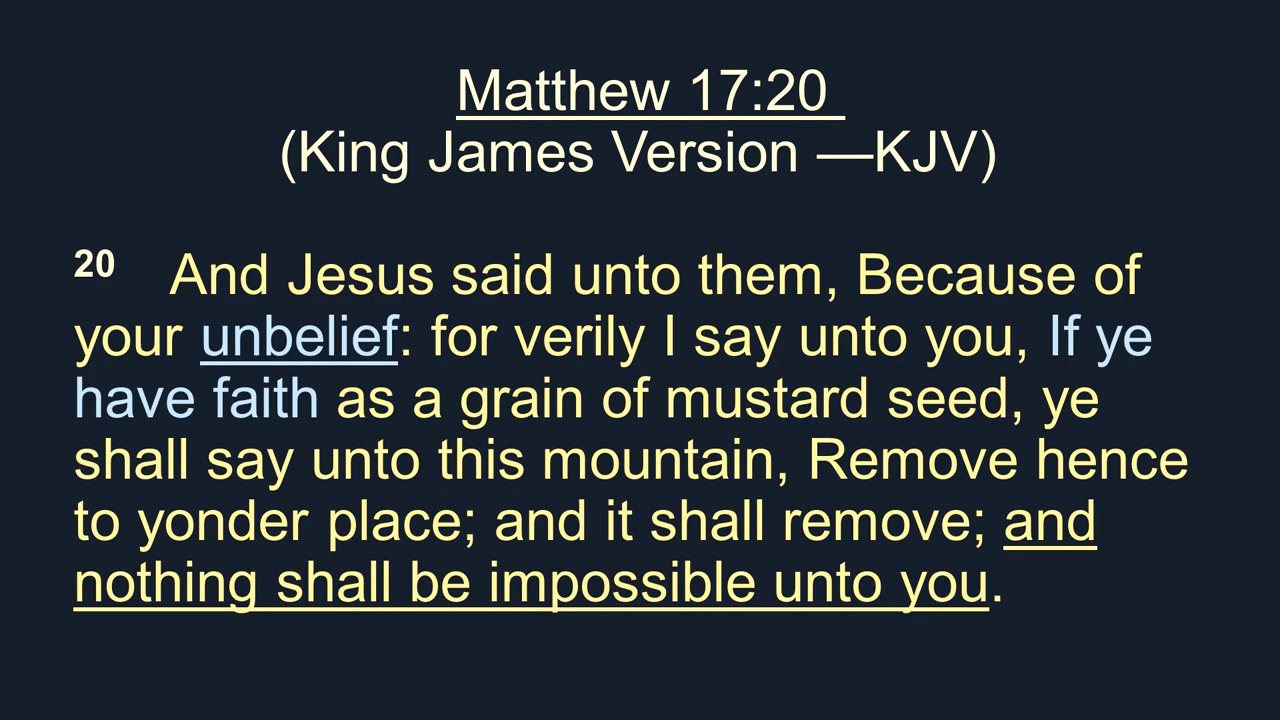 Matthew 17:20
(King James Version —KJV)
20 And Jesus said unto them, Because of
your unbelief: for verily I say unto you, If ye
have faith as a grain of mustard seed, ye
shall say unto this mountain, Remove hence
to yonder place; and it shall remove; and
nothing shall be impossible unto you.